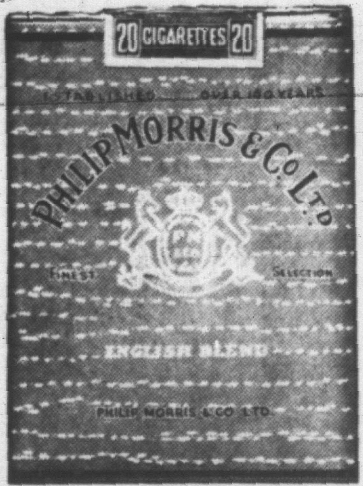 20 CIGARETTES 20
ESTABLISHED OVER 100 YEARS
PHILIP MORRIS & CO LTD
FINEST SELECTION
ENGLISH BLEND
PHILIP MORRIS & CO LTD.